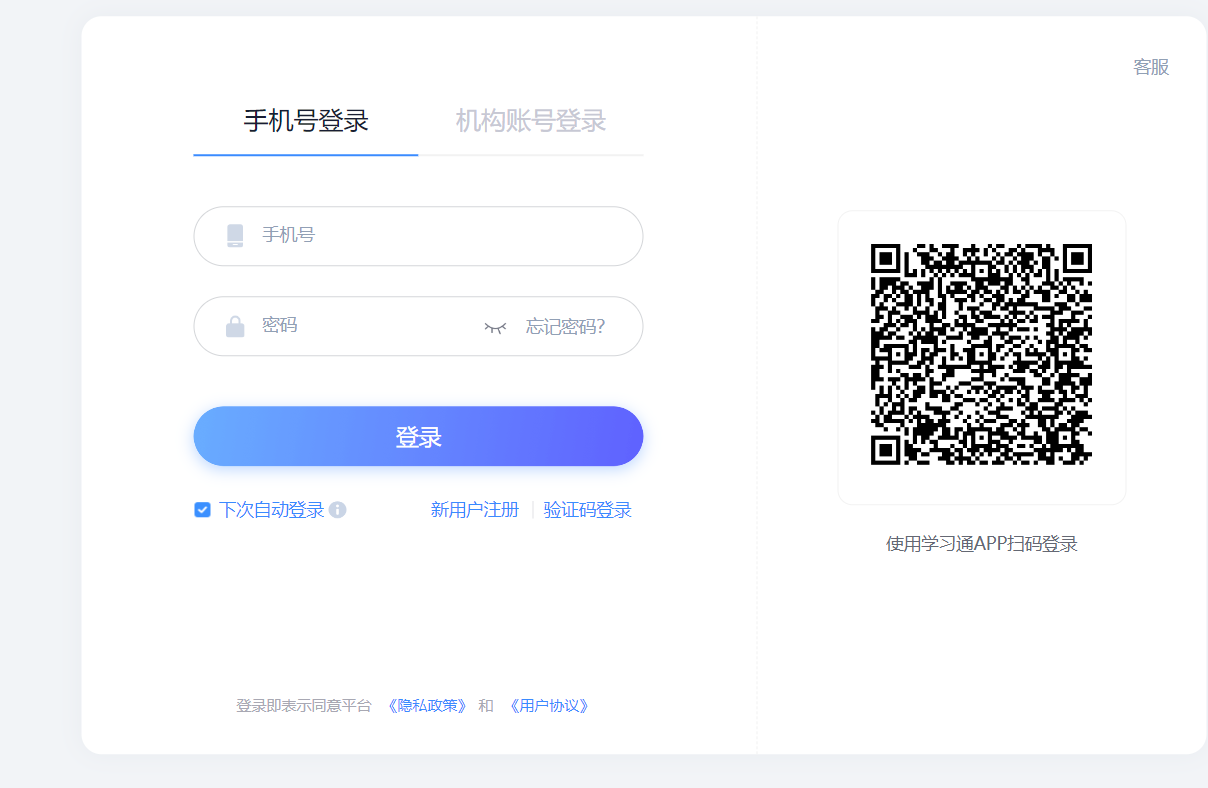 客服
手机号登录 机构账号登录
手机号
密码 忘记密码?
登录
下次自动登录 新用户注册 验证码登录
使用学习通APP扫码登录
登录即表示同意平台 《隐私政策》 和 《用户协议》